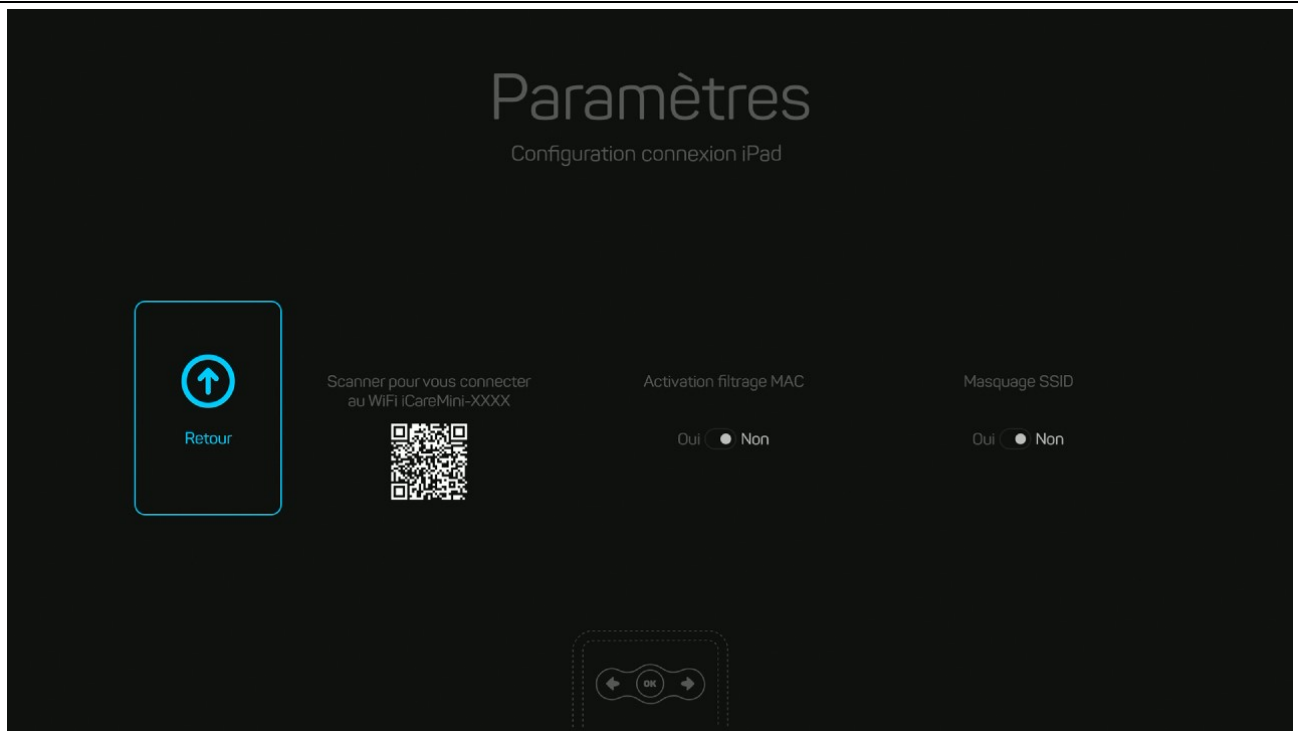 Paramètres
Configuration connexion iPad
Retour
Scanner pour vous connecter
au WiFi iCareMini-XXXX
Activation filtrage MAC
Oui Non
Masquage SSID
Oui Non
OK